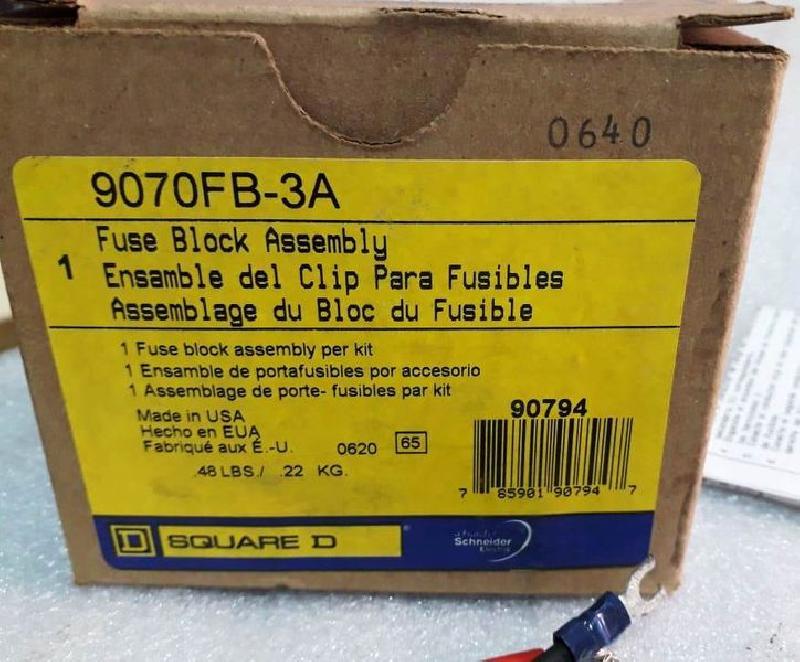 0640
9070FB-3A
1
Fuse Block Assembly
Ensamble del Clip Para Fusibles
Assemblage du Bloc du Fusible
1 Fuse block assembly per kit
1 Ensamble de portafusibles por accesorio
1 Assemblage de porte- fusibles par kit
Made in USA
Hecho en EUA
Fabriqué aux É.-U. 0620 65
.48 LBS./ .22 KG.
90794
7 85901 90794 7
D SQUARE D
Schneider
Electric